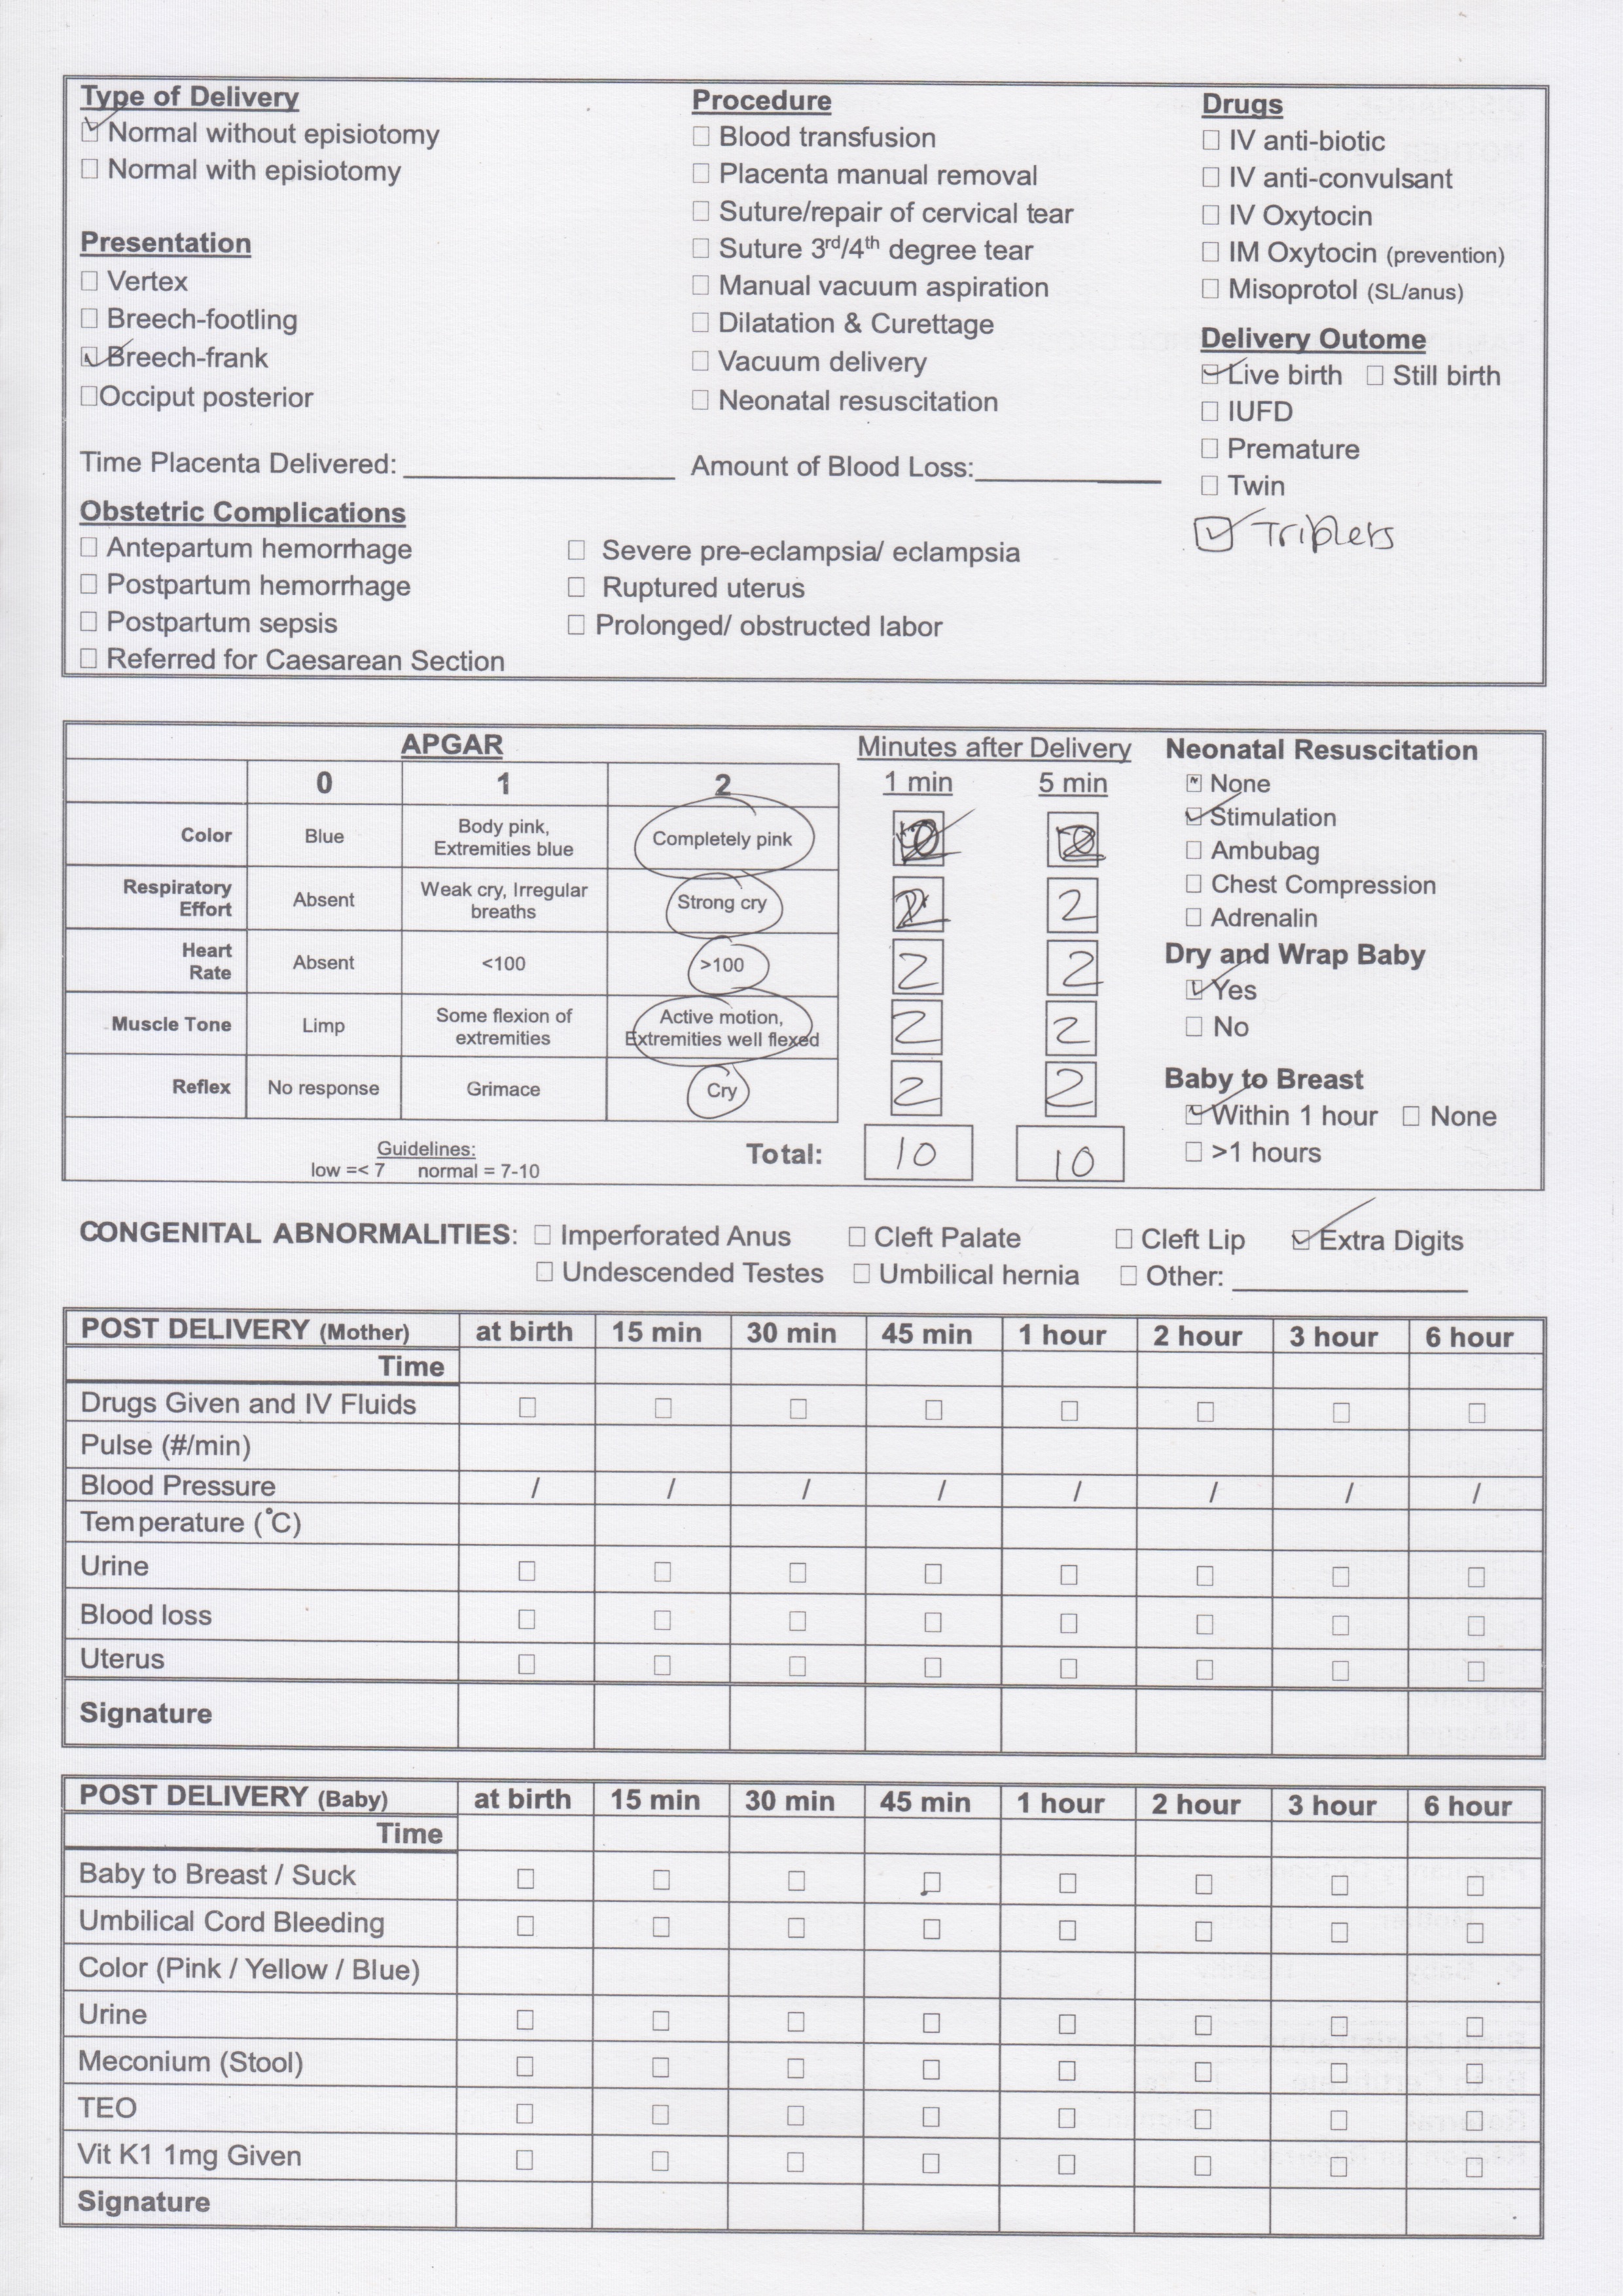 Type of Delivery
☑ Normal without episiotomy
☐ Normal with episiotomy
Presentation
☐ Vertex
☐ Breech-footling
☑ Breech-frank
☐ Occiput posterior
Procedure
☐ Blood transfusion
☐ Placenta manual removal
☐ Suture/repair of cervical tear
☐ Suture 3rd/4th degree tear
☐ Manual vacuum aspiration
☐ Dilatation & Curettage
☐ Vacuum delivery
☐ Neonatal resuscitation
Drugs
☐ IV anti-biotic
☐ IV anti-convulsant
☐ IV Oxytocin
☐ IM Oxytocin (prevention)
☐ Misoprotol (SL/anus)
Delivery Outome
☑ Live birth ☐ Still birth
☐ IUFD
☐ Premature
☐ Twin
☑ Triplets
Time Placenta Delivered: Amount of Blood Loss:
Obstetric Complications
☐ Antepartum hemorrhage ☐ Severe pre-eclampsia/ eclampsia
☐ Postpartum hemorrhage ☐ Ruptured uterus
☐ Postpartum sepsis ☐ Prolonged/ obstructed labor
☐ Referred for Caesarean Section
APGAR Minutes after Delivery
0 1 2 1 min 5 min
Color Blue Body pink, Extremities blue Completely pink
Respiratory Effort Absent Weak cry, Irregular breaths Strong cry 2 2
Heart Rate Absent <100 >100 2 2
Muscle Tone Limp Some flexion of extremities Active motion, Extremities well flexed 2 2
Reflex No response Grimace Cry 2 2
Guidelines:
low =< 7 normal = 7-10
Total: 10 10
Neonatal Resuscitation
☑ None
☑ Stimulation
☐ Ambubag
☐ Chest Compression
☐ Adrenalin
Dry and Wrap Baby
☑ Yes
☐ No
Baby to Breast
☑ Within 1 hour ☐ None
☐ >1 hours
CONGENITAL ABNORMALITIES: ☐ Imperforated Anus ☐ Cleft Palate ☐ Cleft Lip ☑ Extra Digits
☐ Undescended Testes ☐ Umbilical hernia ☐ Other:
POST DELIVERY (Mother) at birth 15 min 30 min 45 min 1 hour 2 hour 3 hour 6 hour
Time
Drugs Given and IV Fluids ☐ ☐ ☐ ☐ ☐ ☐ ☐ ☐
Pulse (#/min)
Blood Pressure / / / / / / / /
Temperature (°C)
Urine ☐ ☐ ☐ ☐ ☐ ☐ ☐ ☐
Blood loss ☐ ☐ ☐ ☐ ☐ ☐ ☐ ☐
Uterus ☐ ☐ ☐ ☐ ☐ ☐ ☐ ☐
Signature
POST DELIVERY (Baby) at birth 15 min 30 min 45 min 1 hour 2 hour 3 hour 6 hour
Time
Baby to Breast / Suck ☐ ☐ ☐ ☐ ☐ ☐ ☐ ☐
Umbilical Cord Bleeding ☐ ☐ ☐ ☐ ☐ ☐ ☐ ☐
Color (Pink / Yellow / Blue)
Urine ☐ ☐ ☐ ☐ ☐ ☐ ☐ ☐
Meconium (Stool) ☐ ☐ ☐ ☐ ☐ ☐ ☐ ☐
TEO ☐ ☐ ☐ ☐ ☐ ☐ ☐ ☐
Vit K1 1mg Given ☐ ☐ ☐ ☐ ☐ ☐ ☐ ☐
Signature